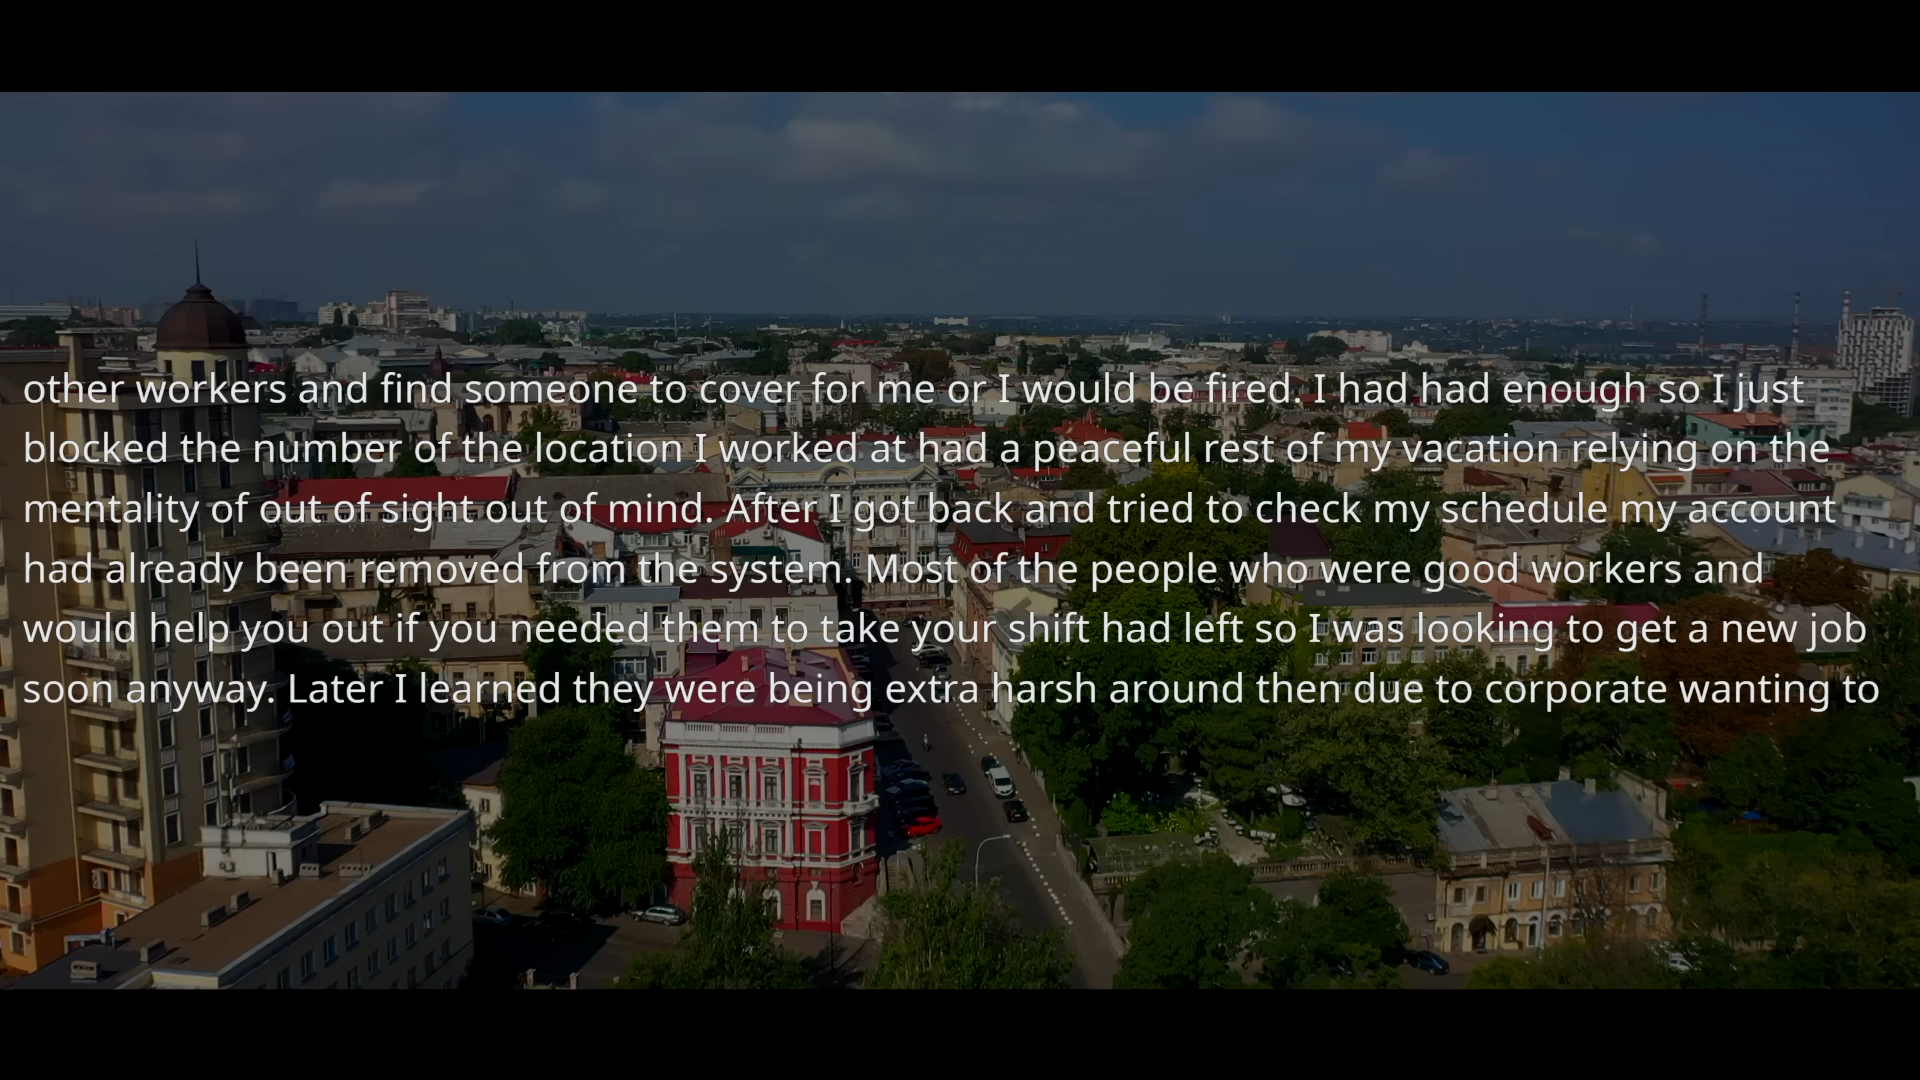 other workers and find someone to cover for me or I would be fired. I had had enough so I just
blocked the number of the location I worked at had a peaceful rest of my vacation relying on the
mentality of out of sight out of mind. After I got back and tried to check my schedule my account
had already been removed from the system. Most of the people who were good workers and
would help you out if you needed them to take your shift had left so I was looking to get a new job
soon anyway. Later I learned they were being extra harsh around then due to corporate wanting to